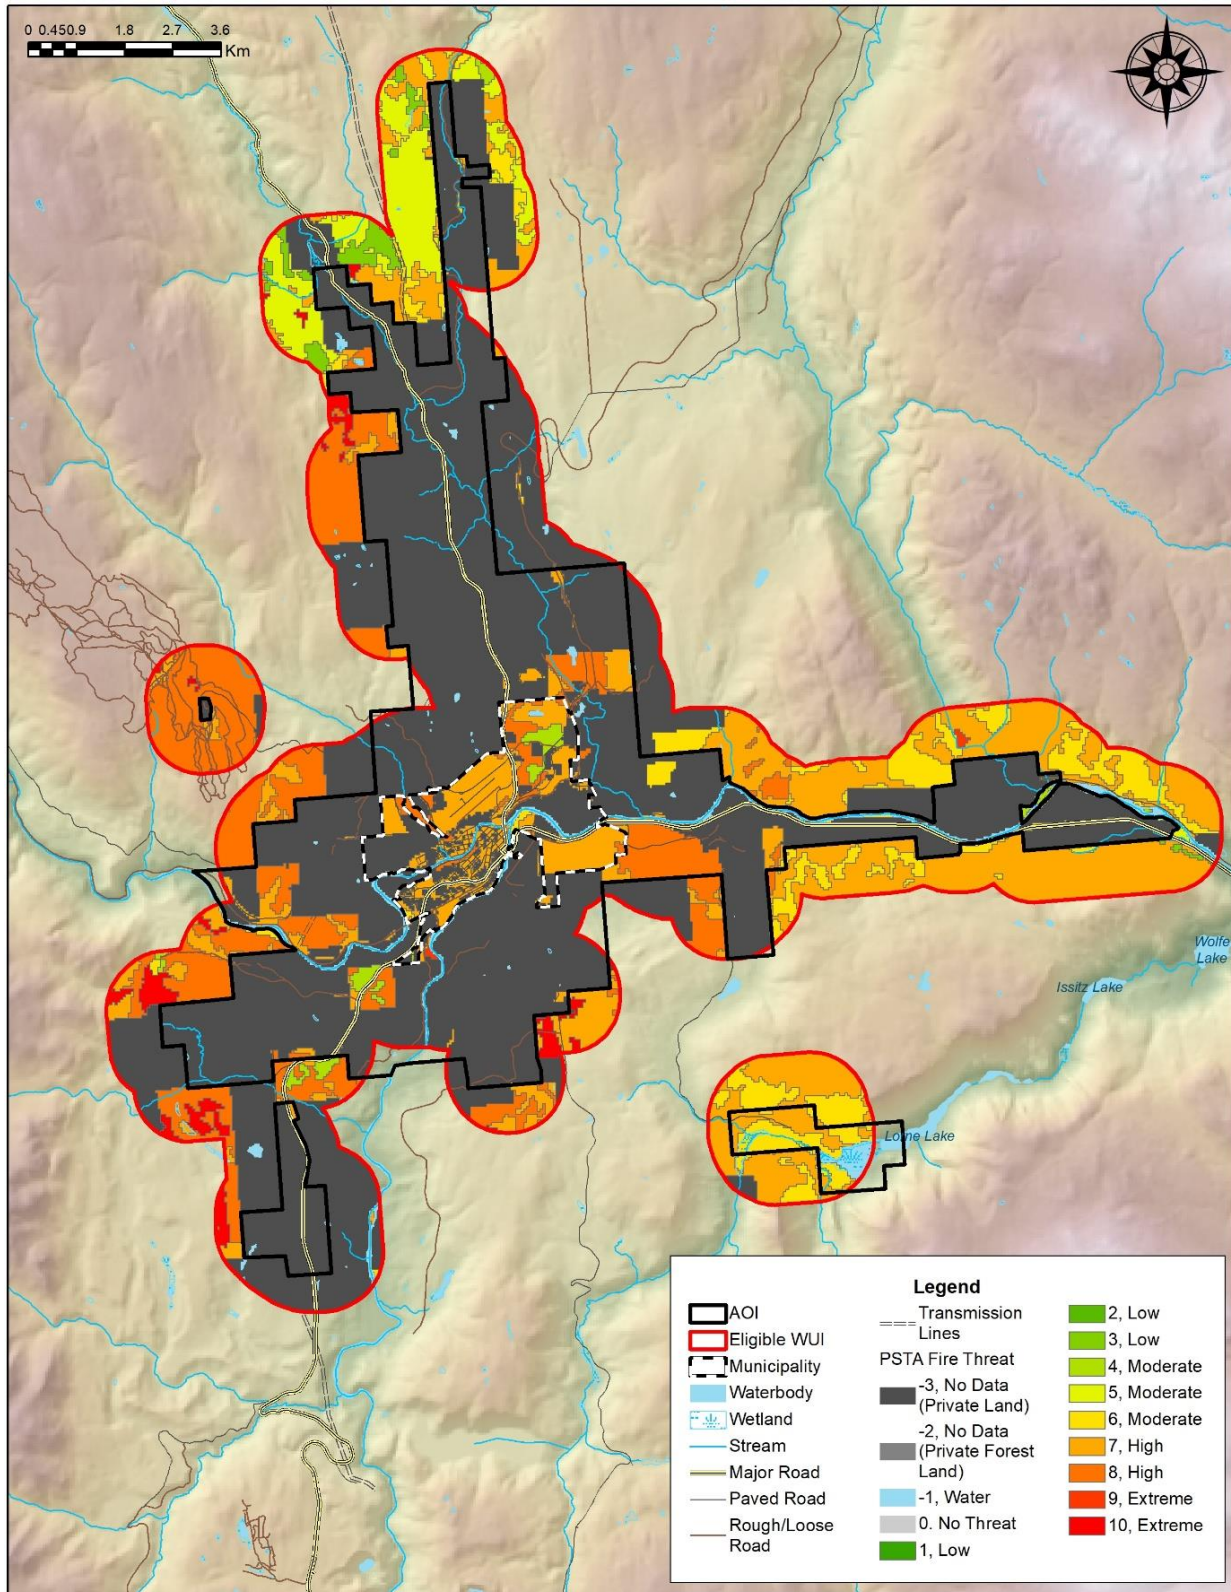 0 0.45 0.9 1.8 2.7 3.6
Km
Wolfe
Lake
Issitz Lake
Lorne Lake
Legend
AOI
Eligible WUI
Municipality
Waterbody
Wetland
Stream
Major Road
Paved Road
Rough/Loose
Road
Transmission
Lines
PSTA Fire Threat
-3, No Data
(Private Land)
-2, No Data
(Private Forest
Land)
-1, Water
0. No Threat
1, Low
2, Low
3, Low
4, Moderate
5, Moderate
6, Moderate
7, High
8, High
9, Extreme
10, Extreme